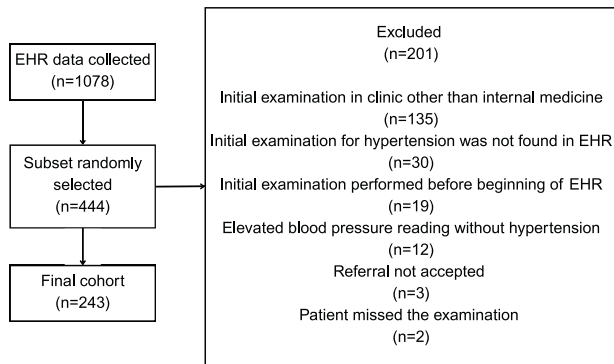 EHR data collected
(n=1078)
Subset randomly
selected
(n=444)
Final cohort
(n=243)
Excluded
(n=201)
Initial examination in clinic other than internal medicine
(n=135)
Initial examination for hypertension was not found in EHR
(n=30)
Initial examination performed before beginning of EHR
(n=19)
Elevated blood pressure reading without hypertension
(n=12)
Referral not accepted
(n=3)
Patient missed the examination
(n=2)